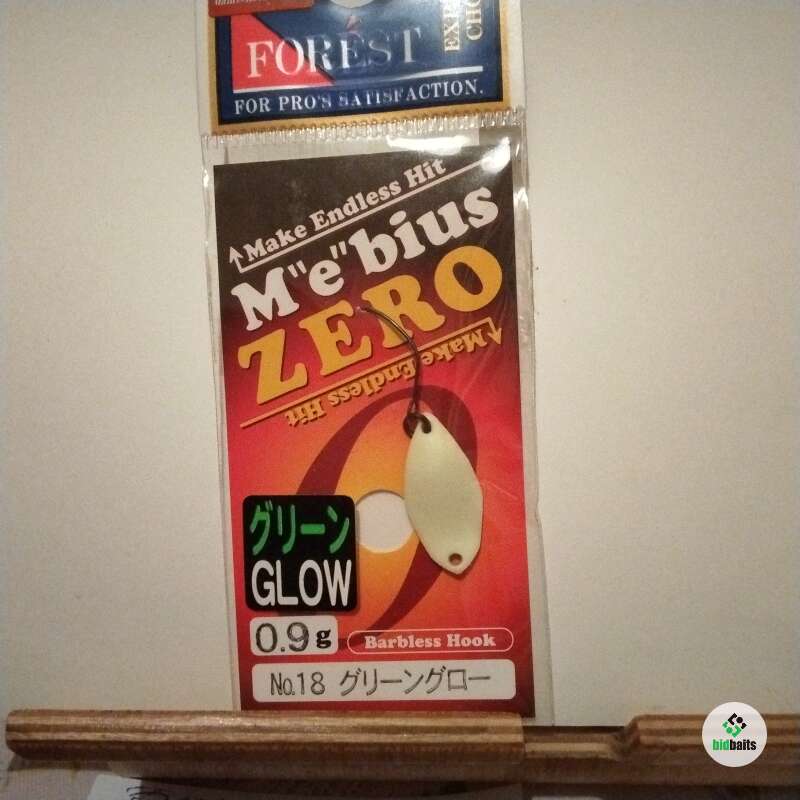 FORÉST
FOR PRO'S SATISFACTION.
Make Endless Hit
M"e"bius
ZERO
Make Endless Hit
グリーン
GLOW
0.9g
Barbless Hook
No.18 グリーングロー
bidbaits